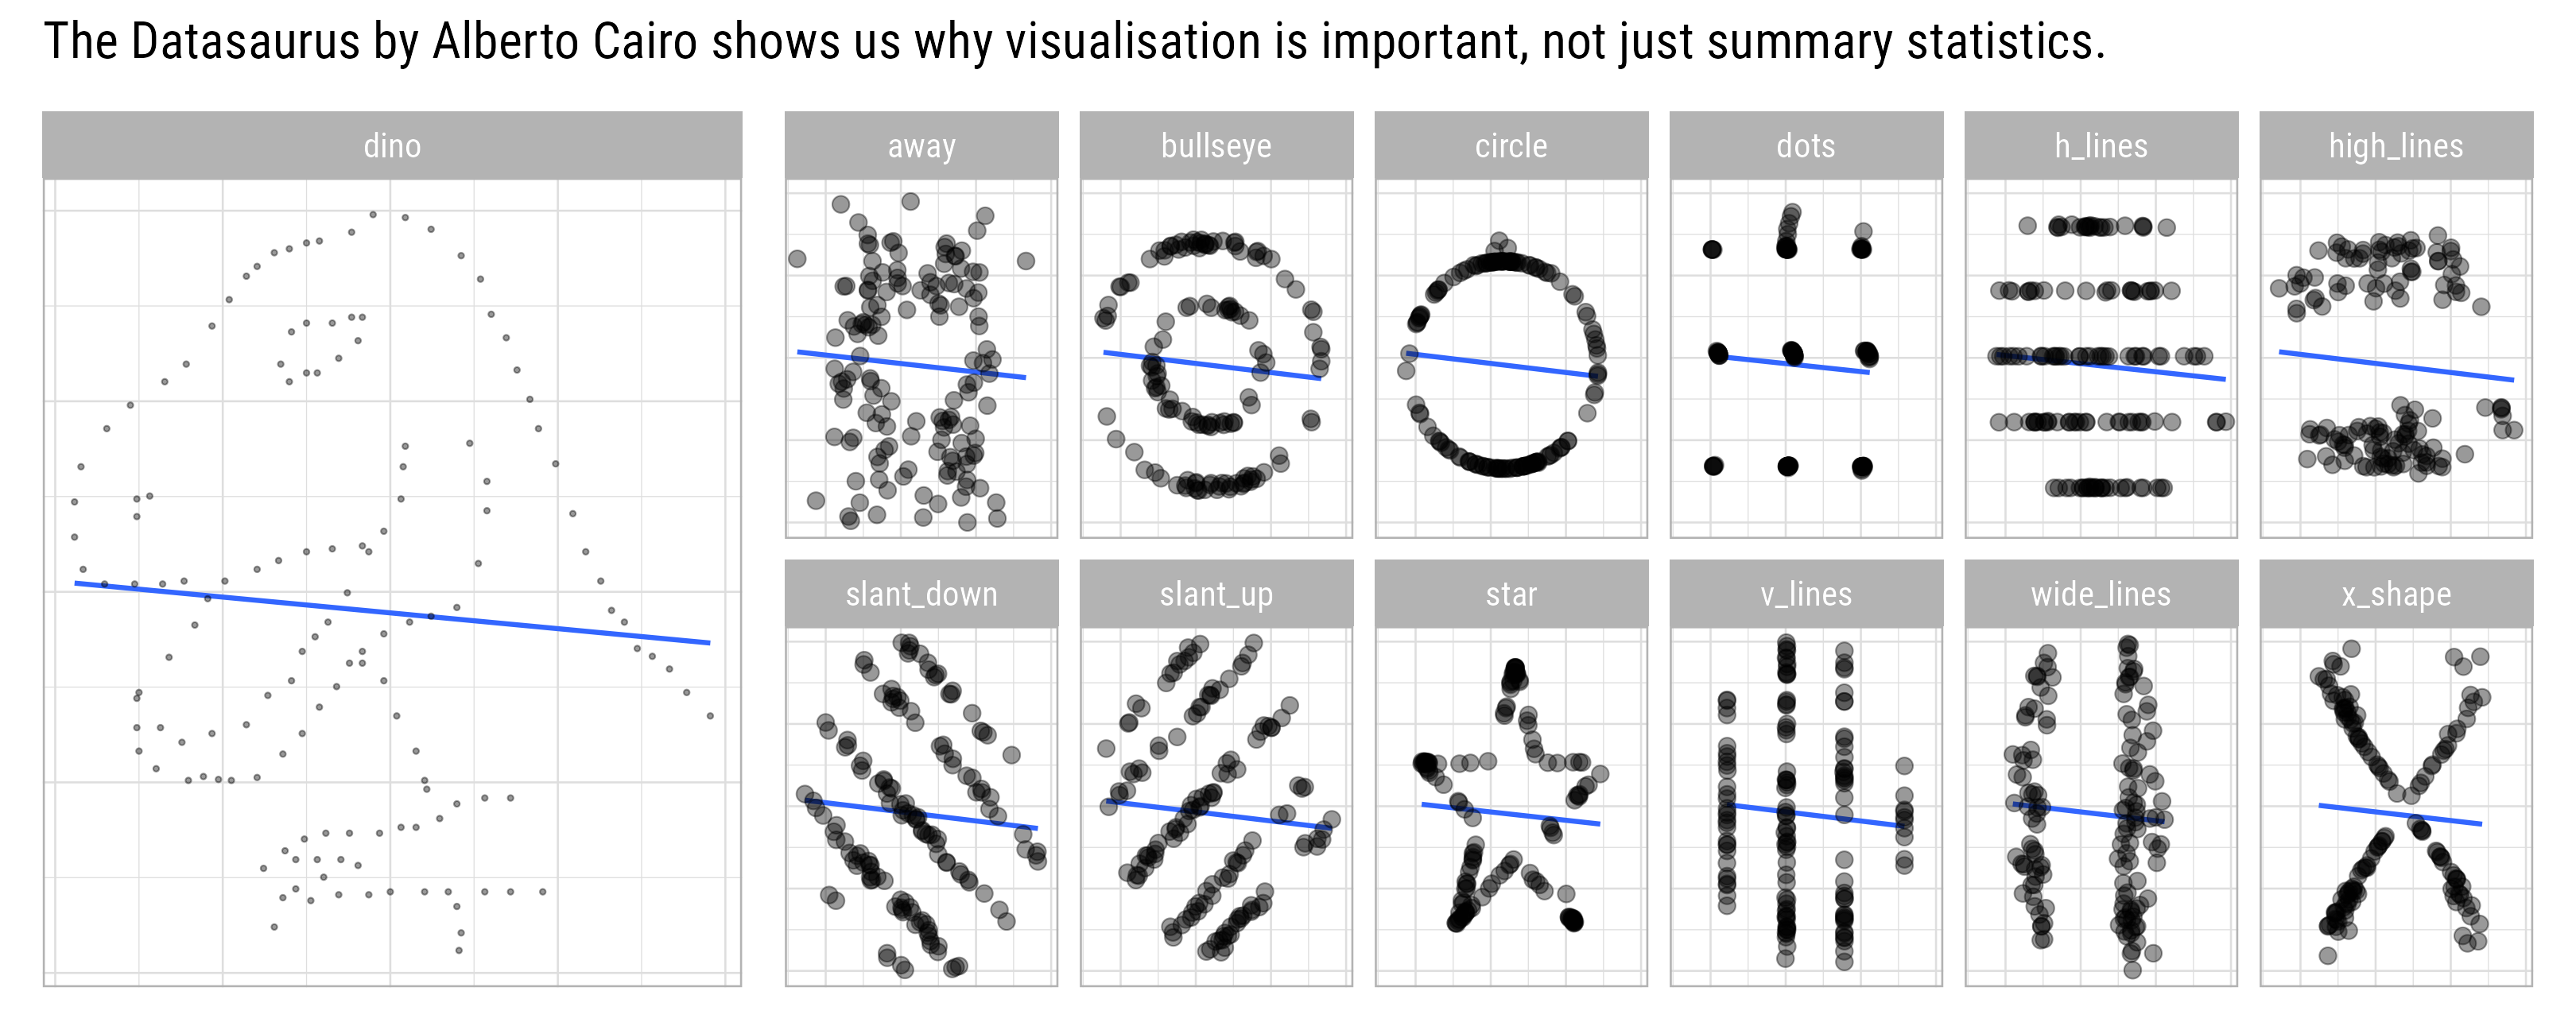 The Datasaurus by Alberto Cairo shows us why visualisation is important, not just summary statistics.
dino
away
bullseye
circle
dots
h_lines
high_lines
slant_down
slant_up
star
v_lines
wide_lines
x_shape